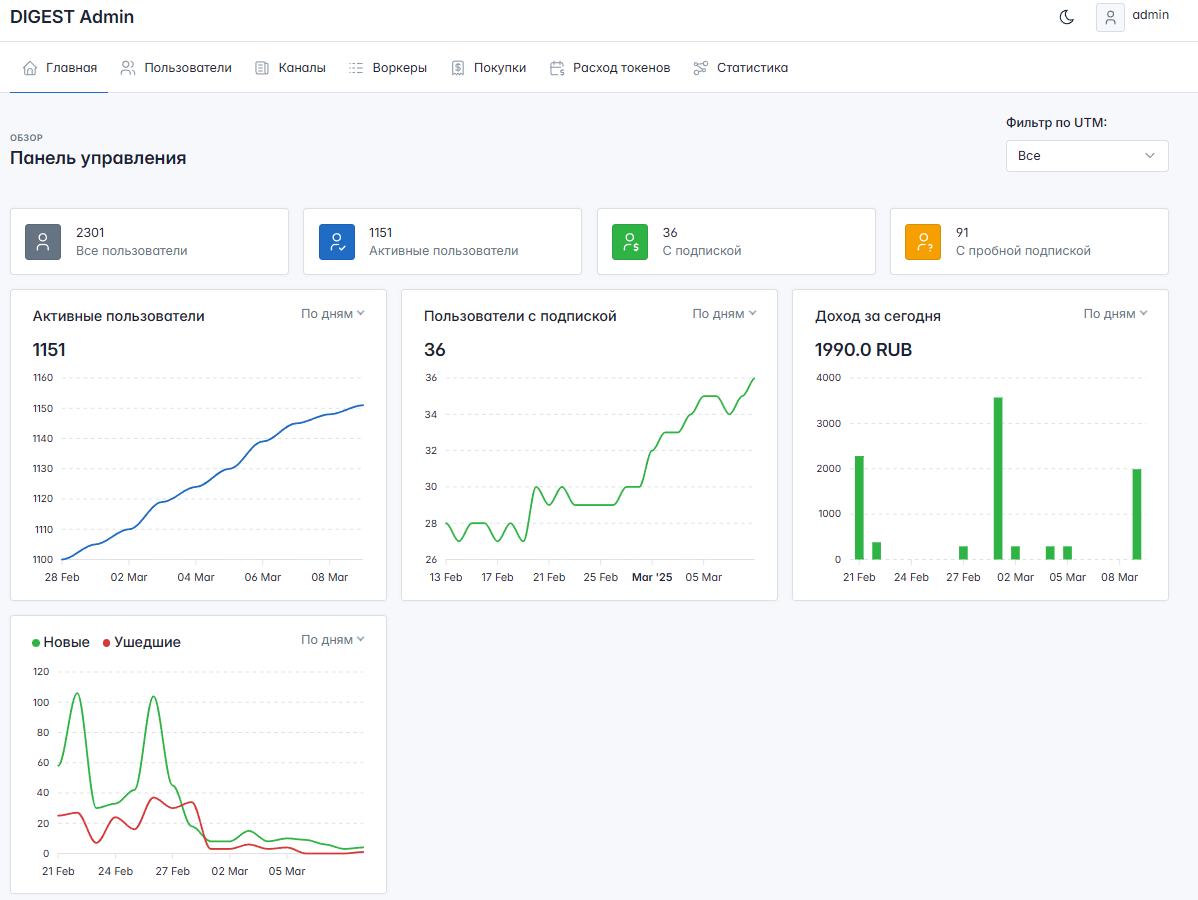 DIGEST Admin
admin
Главная Пользователи Каналы Воркеры Покупки Расход токенов Статистика
ОБЗОР
Панель управления
Фильтр по UTM:
Все
2301
Все пользователи
1151
Активные пользователи
36
С подпиской
91
С пробной подпиской
Активные пользователи
По дням
1151
1160
1150
1140
1130
1120
1110
1100
28 Feb 02 Mar 04 Mar 06 Mar 08 Mar
Пользователи с подпиской
По дням
36
36
34
32
30
28
26
13 Feb 17 Feb 21 Feb 25 Feb Mar '25 05 Mar
Доход за сегодня
По дням
1990.0 RUB
4000
3000
2000
1000
0
21 Feb 24 Feb 27 Feb 02 Mar 05 Mar 08 Mar
Новые Ушедшие
По дням
120
100
80
60
40
20
0
21 Feb 24 Feb 27 Feb 02 Mar 05 Mar